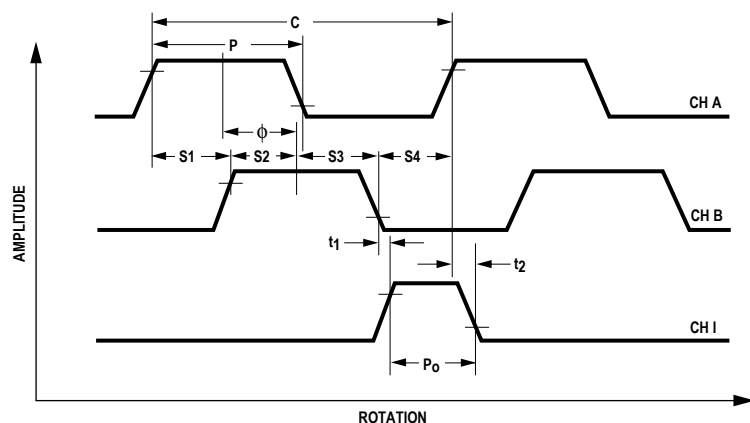 C
P
CH A
ϕ
S1 S2 S3 S4
AMPLITUDE
CH B
t1
t2
CH I
Po
ROTATION